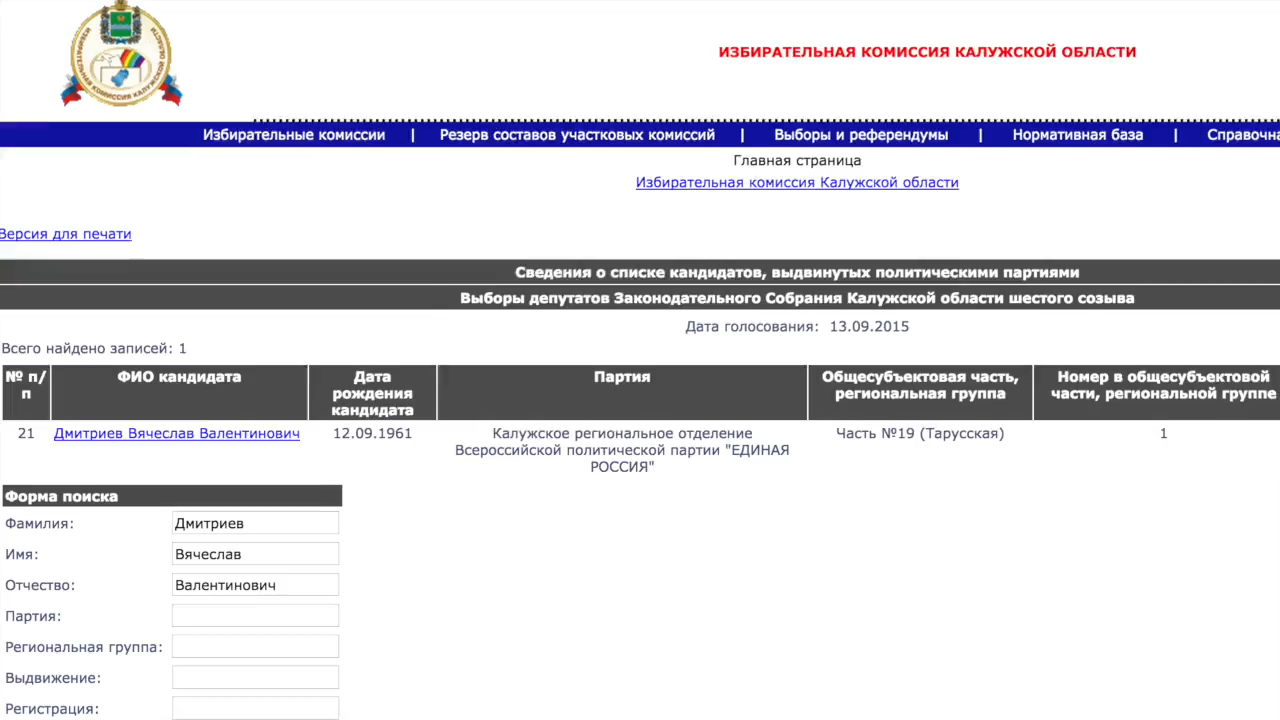 ИЗБИРАТЕЛЬНАЯ КОМИССИЯ КАЛУЖСКОЙ ОБЛАСТИ
ИЗБИРАТЕЛЬНАЯ КОМИССИЯ КАЛУЖСКОЙ ОБЛАСТИ
Избирательные комиссии | Резерв составов участковых комиссий | Выборы и референдумы | Нормативная база | Справочна
Главная страница
Избирательная комиссия Калужской области
Версия для печати
Сведения о списке кандидатов, выдвинутых политическими партиями
Выборы депутатов Законодательного Собрания Калужской области шестого созыва
Дата голосования: 13.09.2015
Всего найдено записей: 1
№ п/п
ФИО кандидата
Дата
рождения
кандидата
Партия
Общесубъектовая часть,
региональная группа
Номер в общесубъектовой
части, региональной группе
21 Дмитриев Вячеслав Валентинович 12.09.1961
Калужское региональное отделение
Всероссийской политической партии "ЕДИНАЯ
РОССИЯ"
Часть №19 (Тарусская)
1
Форма поиска
Фамилия: Дмитриев
Имя: Вячеслав
Отчество: Валентинович
Партия:
Региональная группа:
Выдвижение:
Регистрация: